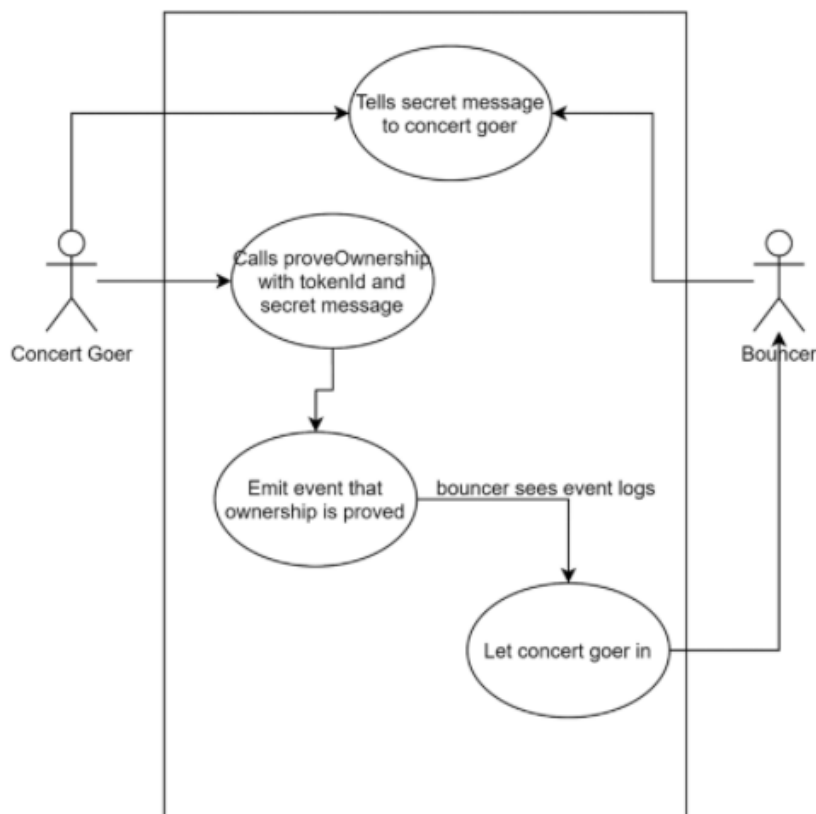 Tells secret message
to concert goer
Calls proveOwnership
with tokenId and
secret message
Concert Goer
Bouncer
Emit event that
ownership is proved
bouncer sees event logs
Let concert goer in